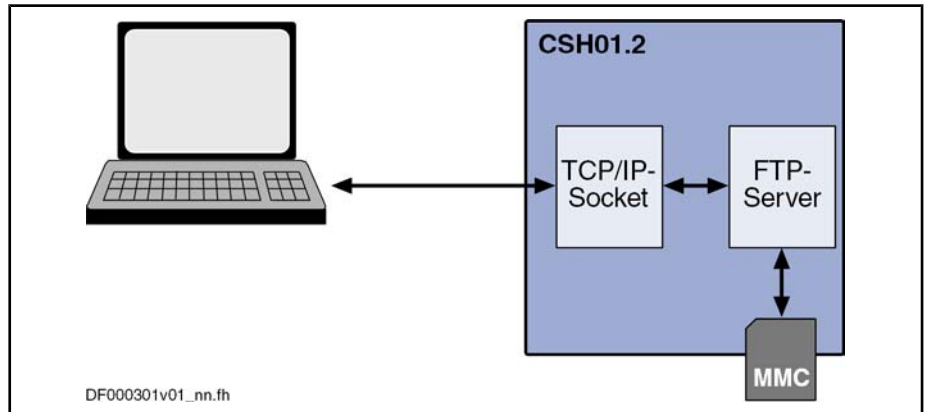 CSH01.2
TCP/IP-
Socket
FTP-
Server
MMC
DF000301v01_nn.fh